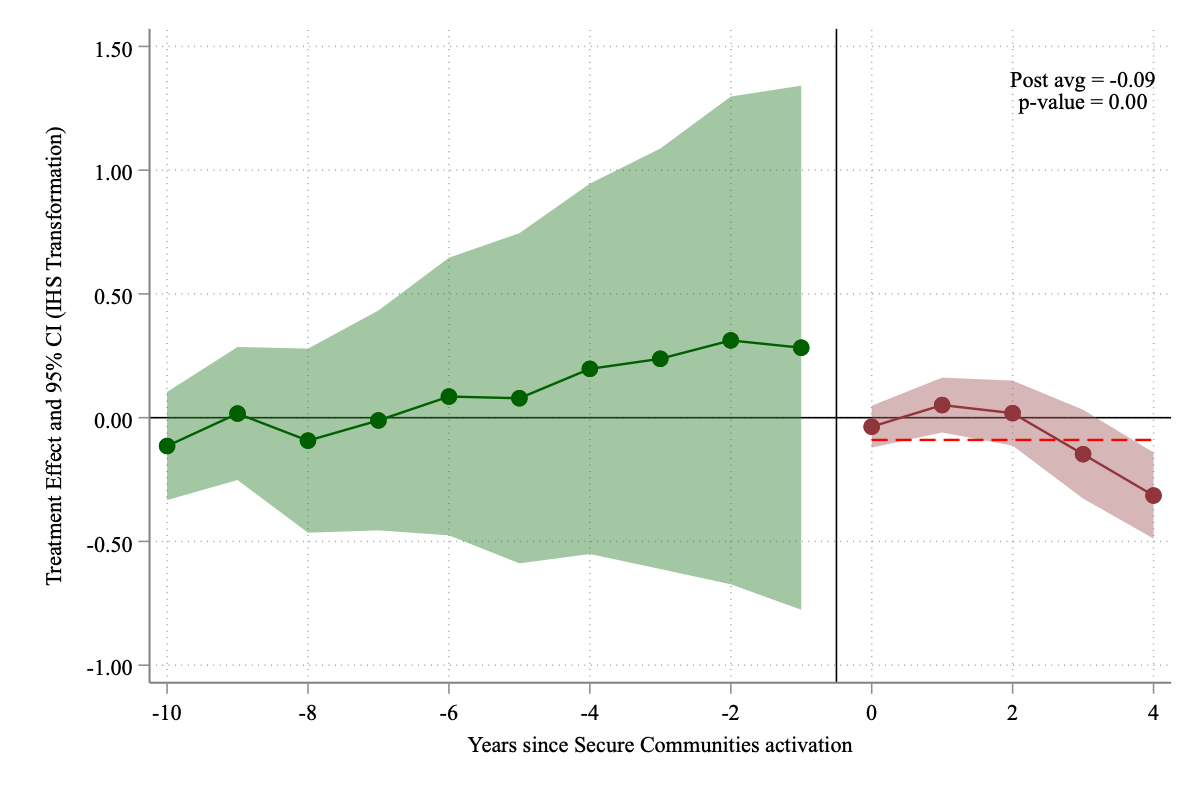 Treatment Effect and 95% CI (IHS Transformation)
1.50
1.00
0.50
0.00
-0.50
-1.00
Post avg = -0.09
p-value = 0.00
-10 -8 -6 -4 -2 0 2 4
Years since Secure Communities activation